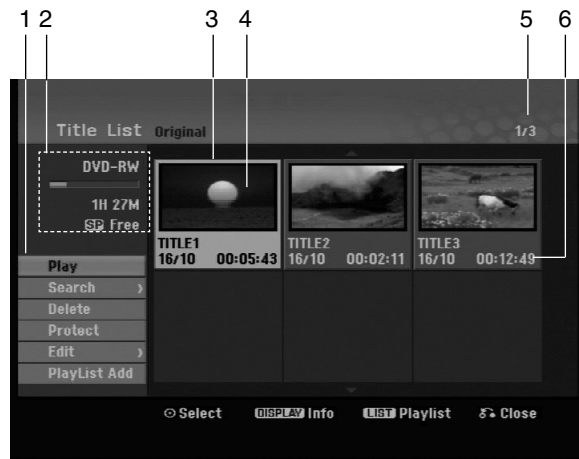 1 2 3 4 5 6
Title List Original 1/3
DVD-RW
1H 27M
SP Free
TITLE1 TITLE2 TITLE3
16/10 00:05:43 16/10 00:02:11 16/10 00:12:49
Play
Search
Delete
Protect
Edit
PlayList Add
Select DISPLAY Info LIST Playlist Close